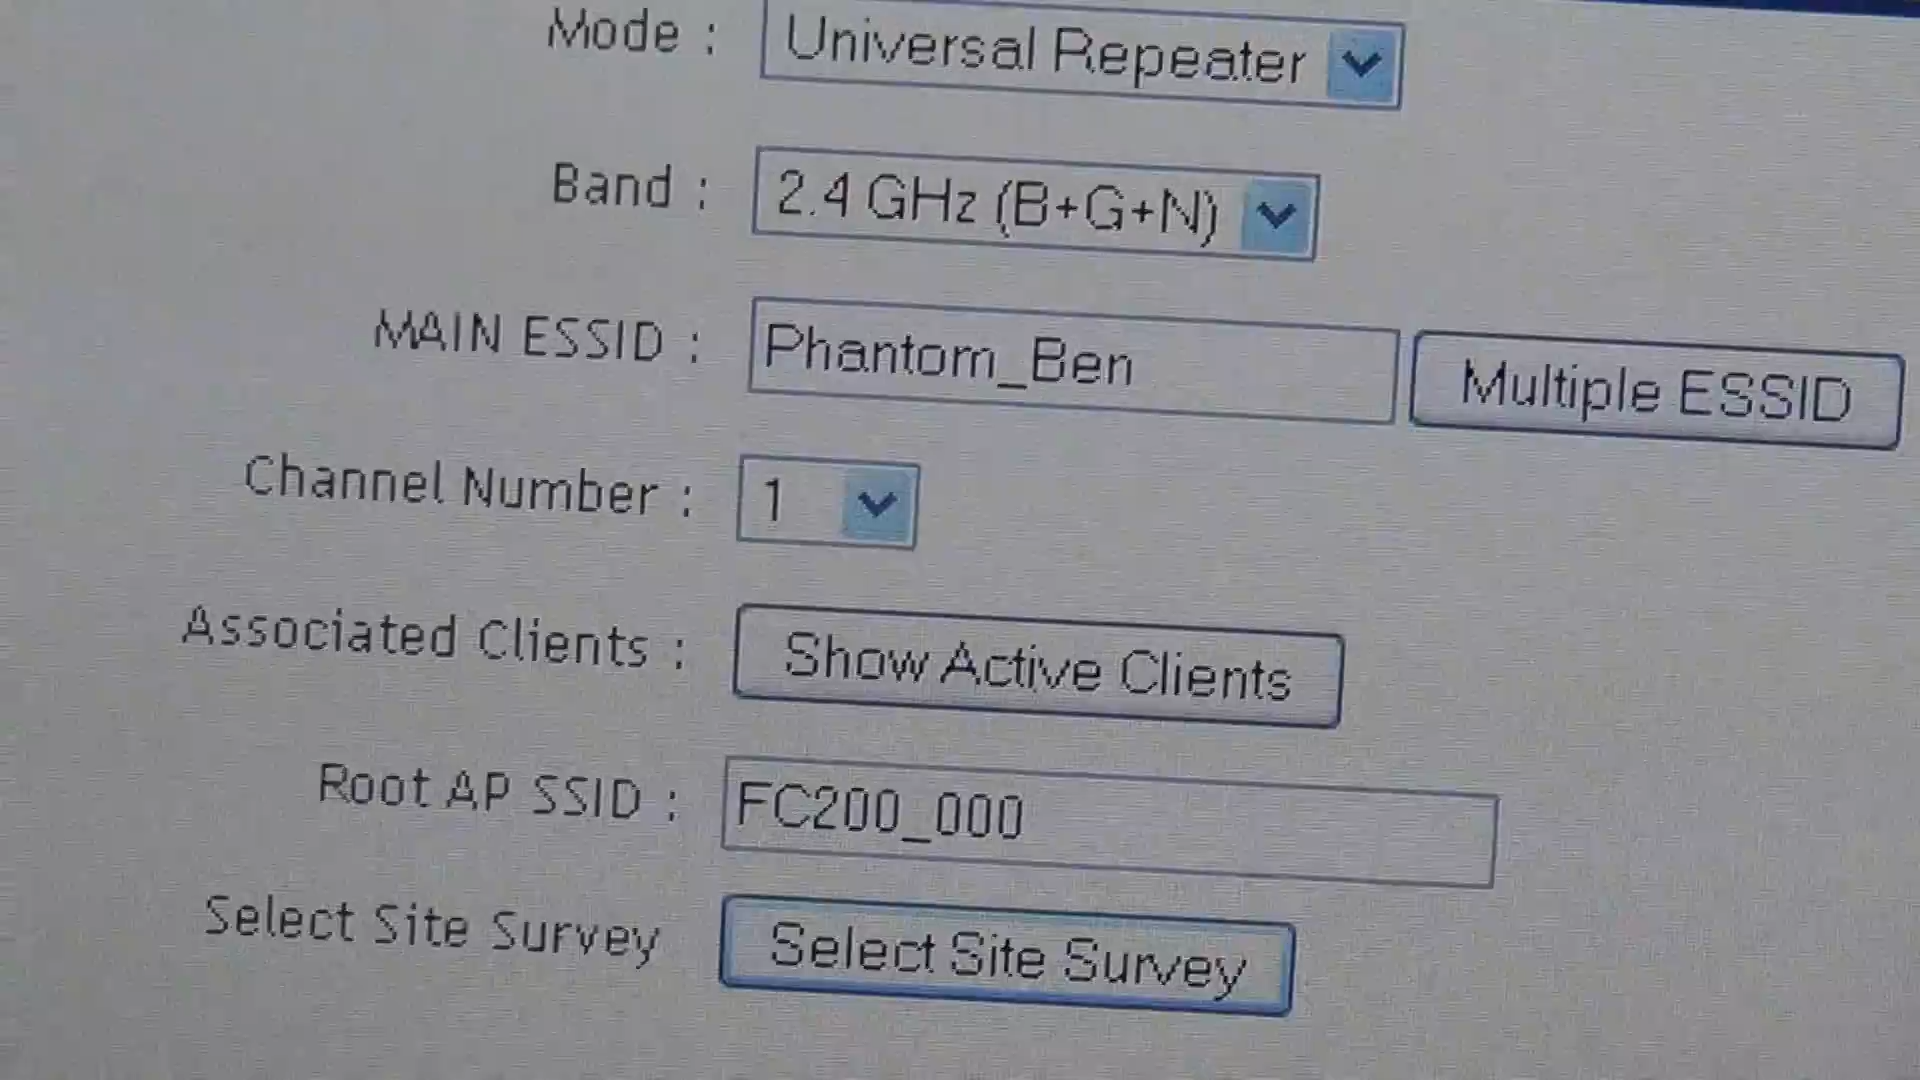 Mode : Universal Repeater
Band : 2.4 GHz (B+G+N)
MAIN ESSID : Phantom_Ben Multiple ESSID
Channel Number : 1
Associated Clients : Show Active Clients
Root AP SSID : FC200_000
Select Site Survey Select Site Survey